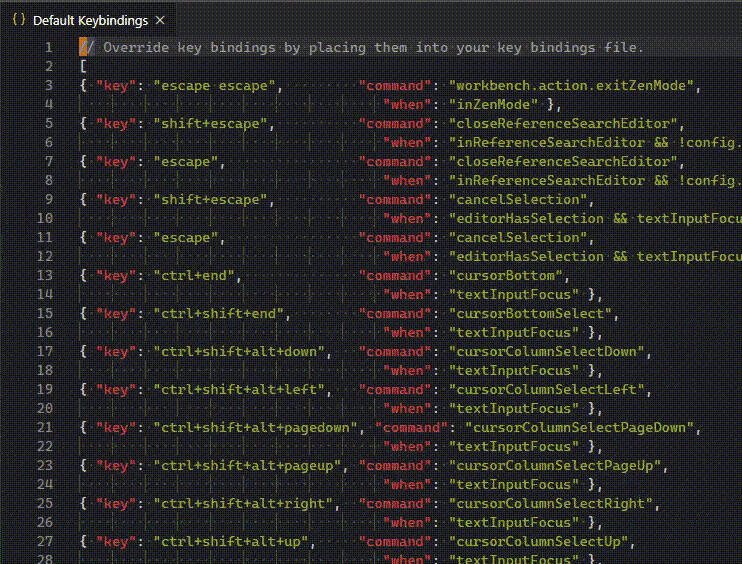 {} Default Keybindings ×
1 // Override key bindings by placing them into your key bindings file.
2 [
3 { "key": "escape escape", "command": "workbench.action.exitZenMode",
4 "when": "inZenMode" },
5 { "key": "shift+escape", "command": "closeReferenceSearchEditor",
6 "when": "inReferenceSearchEditor && !config.
7 { "key": "escape", "command": "closeReferenceSearchEditor",
8 "when": "inReferenceSearchEditor && !config.
9 { "key": "shift+escape", "command": "cancelSelection",
10 "when": "editorHasSelection && textInputFocu
11 { "key": "escape", "command": "cancelSelection",
12 "when": "editorHasSelection && textInputFocu
13 { "key": "ctrl+end", "command": "cursorBottom",
14 "when": "textInputFocus" },
15 { "key": "ctrl+shift+end", "command": "cursorBottomSelect",
16 "when": "textInputFocus" },
17 { "key": "ctrl+shift+alt+down", "command": "cursorColumnSelectDown",
18 "when": "textInputFocus" },
19 { "key": "ctrl+shift+alt+left", "command": "cursorColumnSelectLeft",
20 "when": "textInputFocus" },
21 { "key": "ctrl+shift+alt+pagedown", "command": "cursorColumnSelectPageDown",
22 "when": "textInputFocus" },
23 { "key": "ctrl+shift+alt+pageup", "command": "cursorColumnSelectPageUp",
24 "when": "textInputFocus" },
25 { "key": "ctrl+shift+alt+right", "command": "cursorColumnSelectRight",
26 "when": "textInputFocus" },
27 { "key": "ctrl+shift+alt+up", "command": "cursorColumnSelectUp",
28 "when": "textInputFocus" },